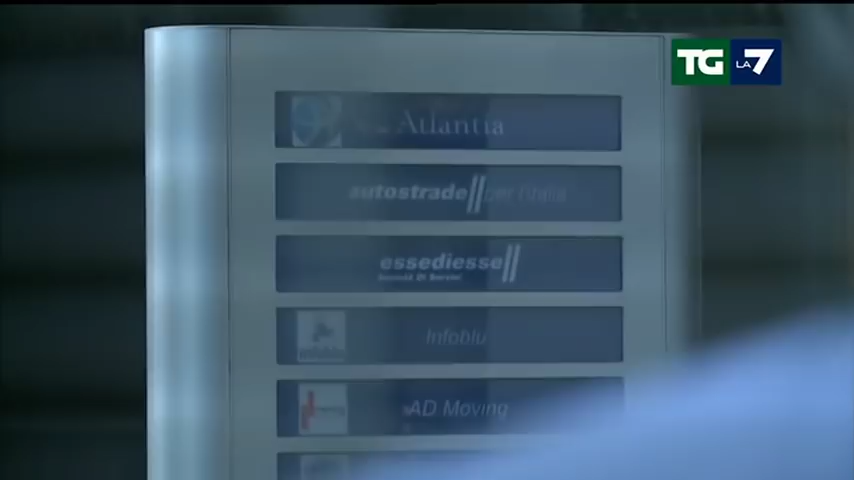 TG LA7
Atlantia
autostrade // per l'italia
essediesse
Società Di Servizi
Infoblu
AD Moving